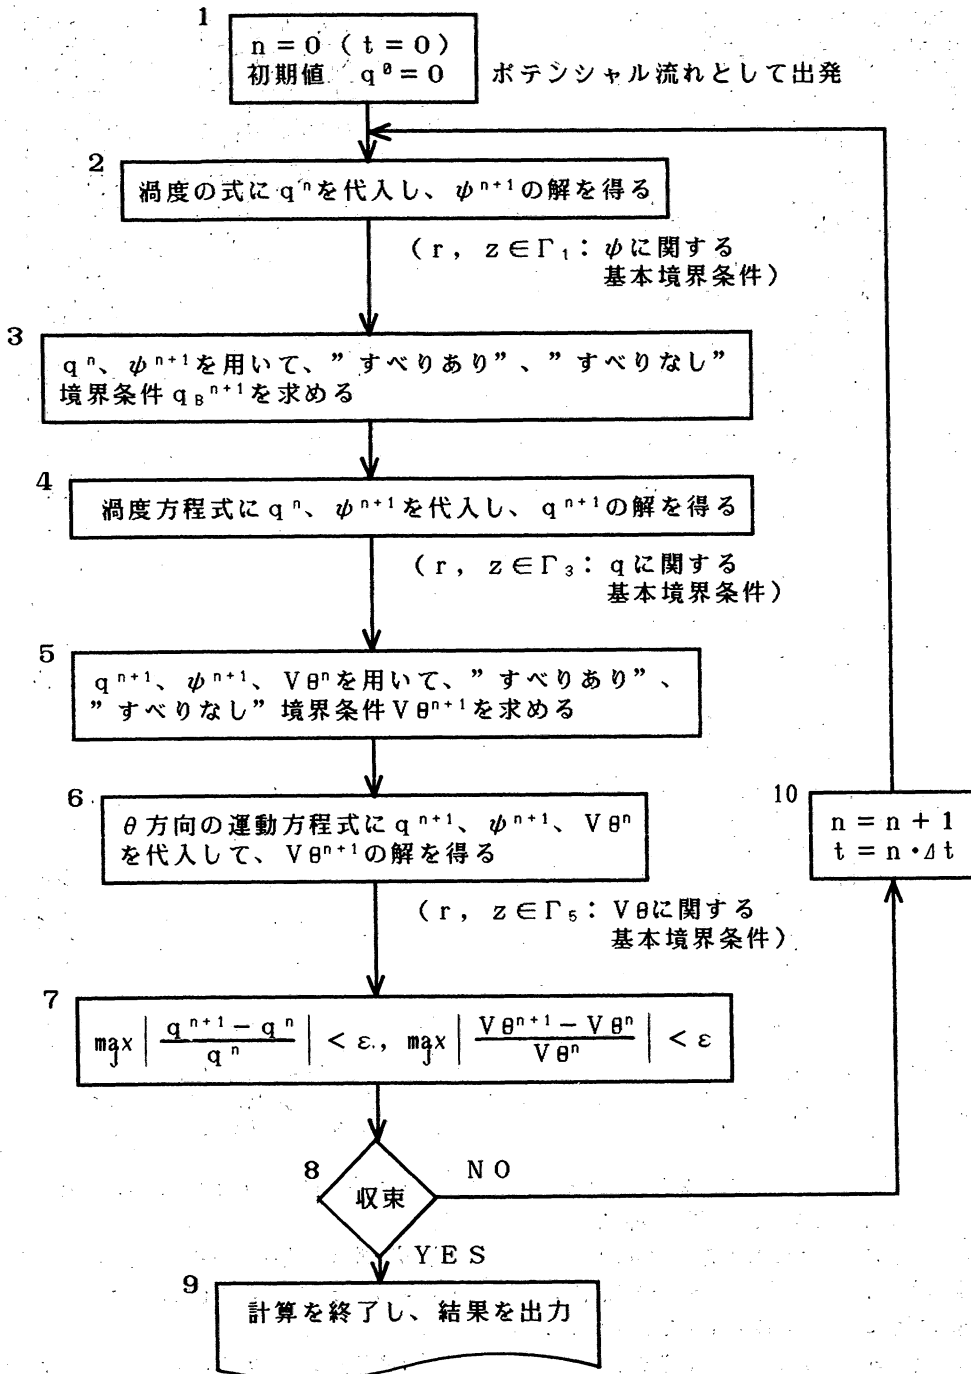 1
n=0 (t=0)
初期値 q⁰=0
ポテンシャル流れとして出発
2
渦度の式にqⁿを代入し、ψⁿ⁺¹の解を得る
(r, z∈Γ₁: ψに関する
基本境界条件)
3
qⁿ、ψⁿ⁺¹を用いて、”すべりあり”、”すべりなし”
境界条件q_Bⁿ⁺¹を求める
4
渦度方程式にqⁿ、ψⁿ⁺¹を代入し、qⁿ⁺¹の解を得る
(r, z∈Γ₃: qに関する
基本境界条件)
5
qⁿ⁺¹、ψⁿ⁺¹、Vθⁿを用いて、”すべりあり”、
”すべりなし”境界条件Vθⁿ⁺¹を求める
6
θ方向の運動方程式にqⁿ⁺¹、ψⁿ⁺¹、Vθⁿ
を代入して、Vθⁿ⁺¹の解を得る
10
n=n+1
t=n・Δt
(r, z∈Γ₅: Vθに関する
基本境界条件)
7
max_J |(qⁿ⁺¹−qⁿ)/qⁿ| <ε, max_J |(Vθⁿ⁺¹−Vθⁿ)/Vθⁿ| <ε
8
収束
NO
YES
9
計算を終了し、結果を出力